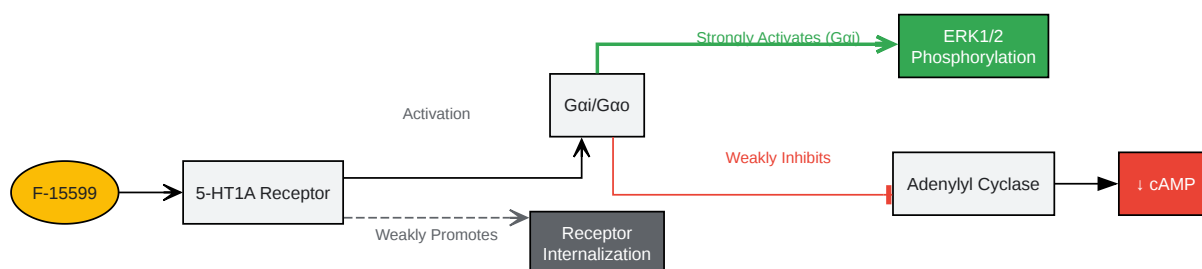 Strongly Activates (Gαi)
ERK1/2
Phosphorylation
Gαi/Gαo
Activation
Weakly Inhibits
F-15599
5-HT1A Receptor
Adenylyl Cyclase
↓ cAMP
Weakly Promotes
Receptor
Internalization